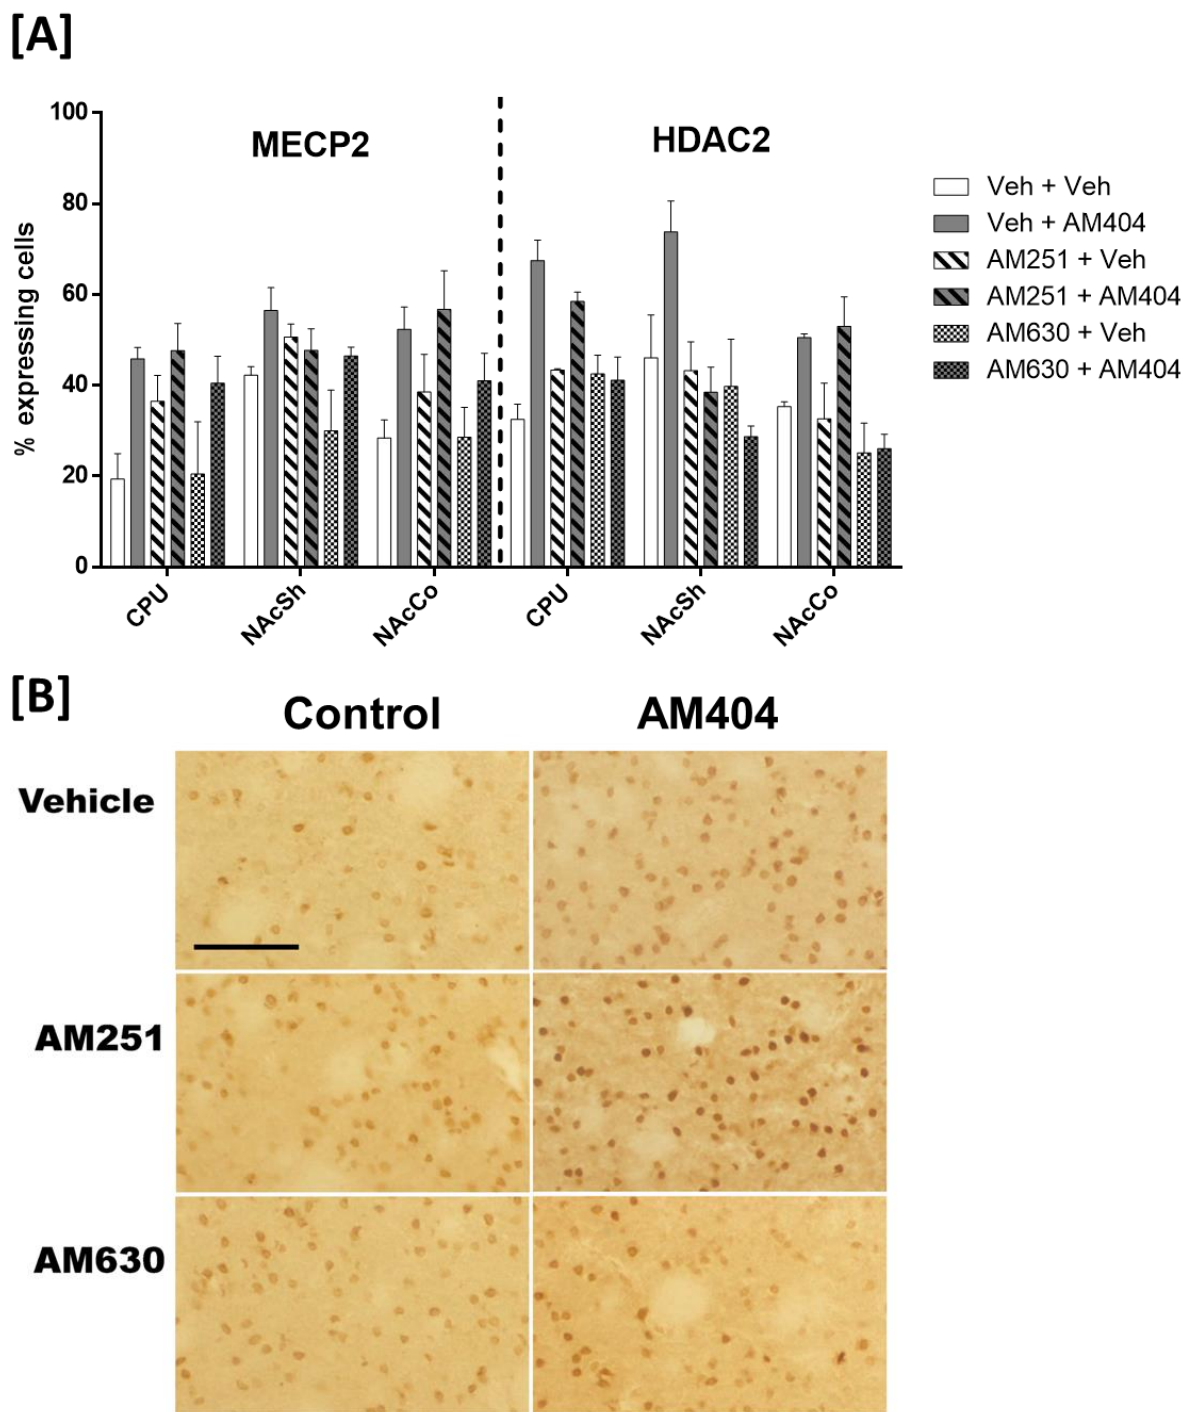 [A]
MECP2
HDAC2
% expressing cells
100
80
60
40
20
0
CPU
NAcSh
NAcCo
CPU
NAcSh
NAcCo
Veh + Veh
Veh + AM404
AM251 + Veh
AM251 + AM404
AM630 + Veh
AM630 + AM404
[B]
Control
AM404
Vehicle
AM251
AM630